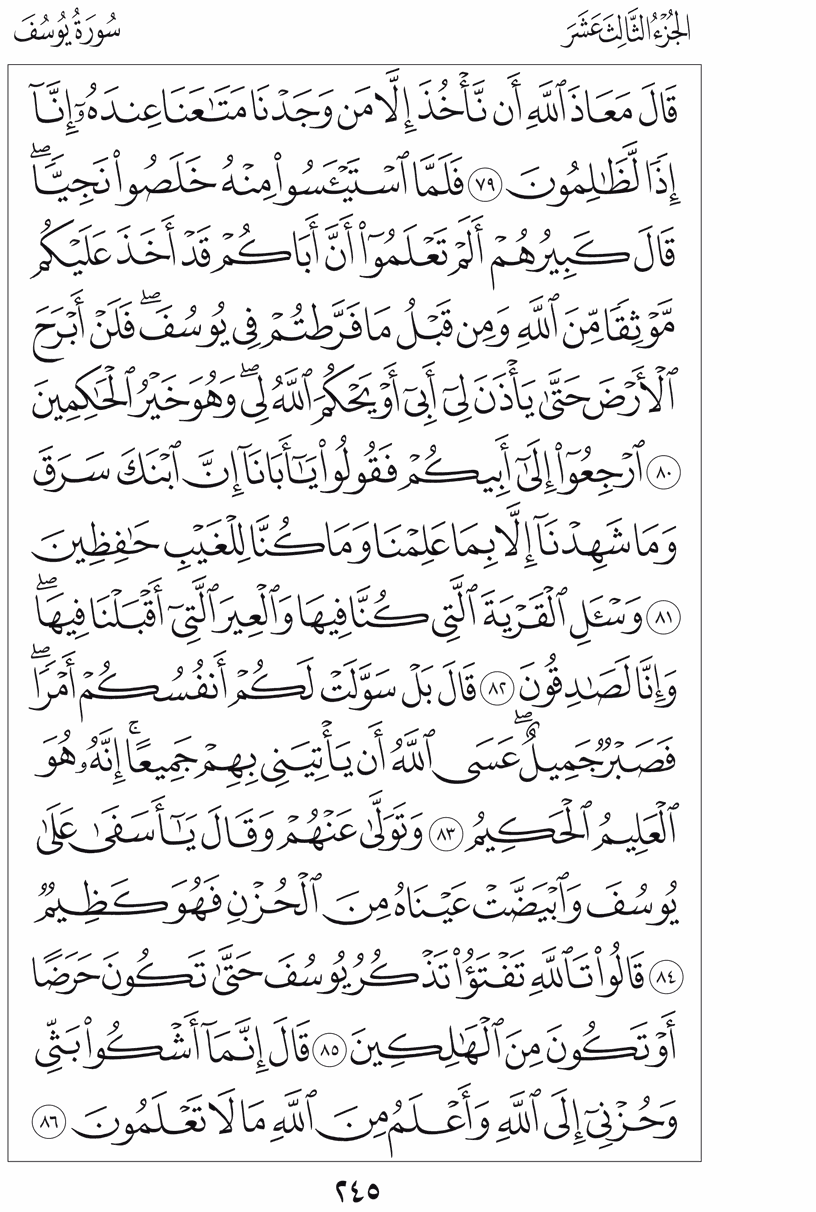 الجُزْءُ الثَّالِثَ عَشَرَ
سُورَةُ يُوسُفَ
قَالَ مَعَاذَ ٱللَّهِ أَن نَّأۡخُذَ إِلَّا مَن وَجَدۡنَا مَتَٰعَنَا عِندَهُۥٓ إِنَّآ
إِذٗا لَّظَٰلِمُونَ ٧٩ فَلَمَّا ٱسۡتَيۡـَٔسُواْ مِنۡهُ خَلَصُواْ نَجِيّٗاۖ
قَالَ كَبِيرُهُمۡ أَلَمۡ تَعۡلَمُوٓاْ أَنَّ أَبَاكُمۡ قَدۡ أَخَذَ عَلَيۡكُم
مَّوۡثِقٗا مِّنَ ٱللَّهِ وَمِن قَبۡلُ مَا فَرَّطتُمۡ فِي يُوسُفَۖ فَلَنۡ أَبۡرَحَ
ٱلۡأَرۡضَ حَتَّىٰ يَأۡذَنَ لِيٓ أَبِيٓ أَوۡ يَحۡكُمَ ٱللَّهُ لِيۖ وَهُوَ خَيۡرُ ٱلۡحَٰكِمِينَ
٨٠ ٱرۡجِعُوٓاْ إِلَىٰٓ أَبِيكُمۡ فَقُولُواْ يَٰٓأَبَانَآ إِنَّ ٱبۡنَكَ سَرَقَ
وَمَا شَهِدۡنَآ إِلَّا بِمَا عَلِمۡنَا وَمَا كُنَّا لِلۡغَيۡبِ حَٰفِظِينَ
٨١ وَسۡـَٔلِ ٱلۡقَرۡيَةَ ٱلَّتِي كُنَّا فِيهَا وَٱلۡعِيرَ ٱلَّتِيٓ أَقۡبَلۡنَا فِيهَاۖ
وَإِنَّا لَصَٰدِقُونَ ٨٢ قَالَ بَلۡ سَوَّلَتۡ لَكُمۡ أَنفُسُكُمۡ أَمۡرٗاۖ
فَصَبۡرٞ جَمِيلٌۖ عَسَى ٱللَّهُ أَن يَأۡتِيَنِي بِهِمۡ جَمِيعًاۚ إِنَّهُۥ هُوَ
ٱلۡعَلِيمُ ٱلۡحَكِيمُ ٨٣ وَتَوَلَّىٰ عَنۡهُمۡ وَقَالَ يَٰٓأَسَفَىٰ عَلَىٰ
يُوسُفَ وَٱبۡيَضَّتۡ عَيۡنَاهُ مِنَ ٱلۡحُزۡنِ فَهُوَ كَظِيمٞ
٨٤ قَالُواْ تَٱللَّهِ تَفۡتَؤُاْ تَذۡكُرُ يُوسُفَ حَتَّىٰ تَكُونَ حَرَضًا
أَوۡ تَكُونَ مِنَ ٱلۡهَٰلِكِينَ ٨٥ قَالَ إِنَّمَآ أَشۡكُواْ بَثِّي
وَحُزۡنِيٓ إِلَى ٱللَّهِ وَأَعۡلَمُ مِنَ ٱللَّهِ مَا لَا تَعۡلَمُونَ ٨٦
٢٤٥